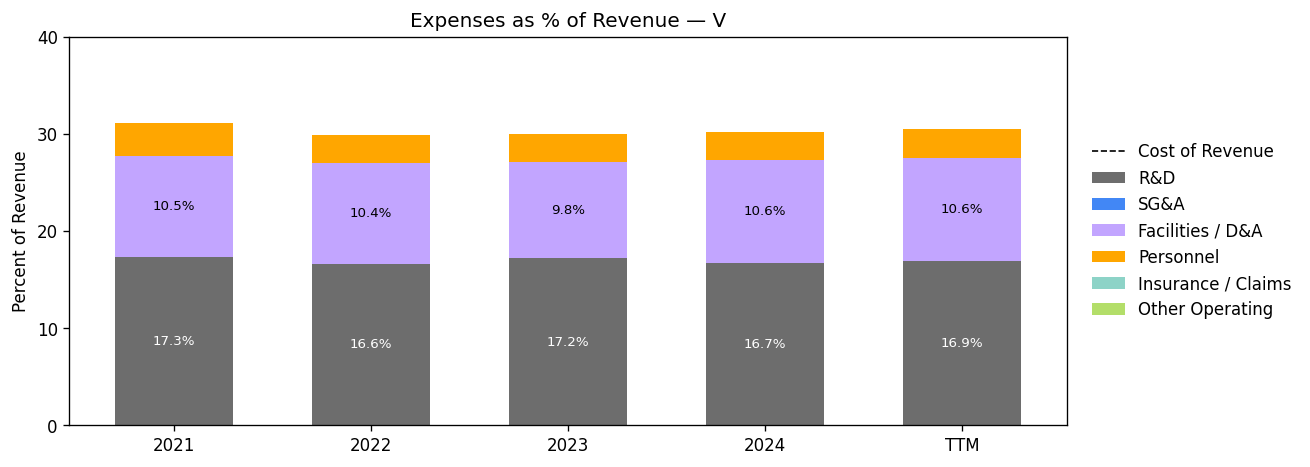 Expenses as % of Revenue — V
Percent of Revenue
40
30
20
10
0
10.5%
10.4%
9.8%
10.6%
10.6%
17.3%
16.6%
17.2%
16.7%
16.9%
2021
2022
2023
2024
TTM
Cost of Revenue
R&D
SG&A
Facilities / D&A
Personnel
Insurance / Claims
Other Operating